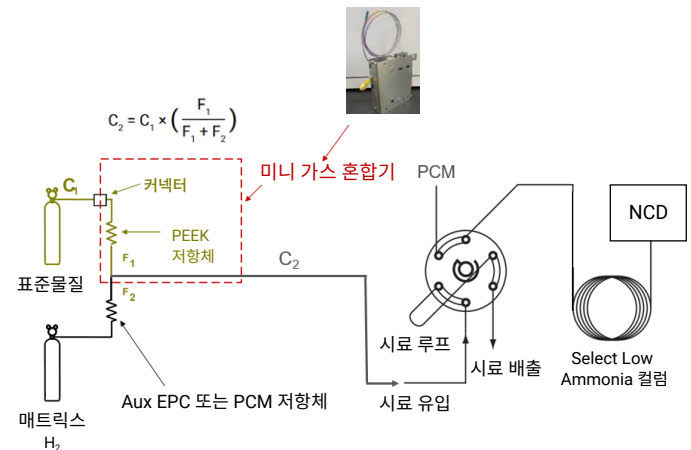 C₂ = C₁ × (F₁ / (F₁ + F₂))
미니 가스 혼합기
PCM
C₁
커넥터
NCD
PEEK
저항체
F₁
C₂
표준물질
F₂
시료 루프
시료 배출
Select Low
Ammonia 컬럼
Aux EPC 또는 PCM 저항체
시료 유입
매트릭스
H₂